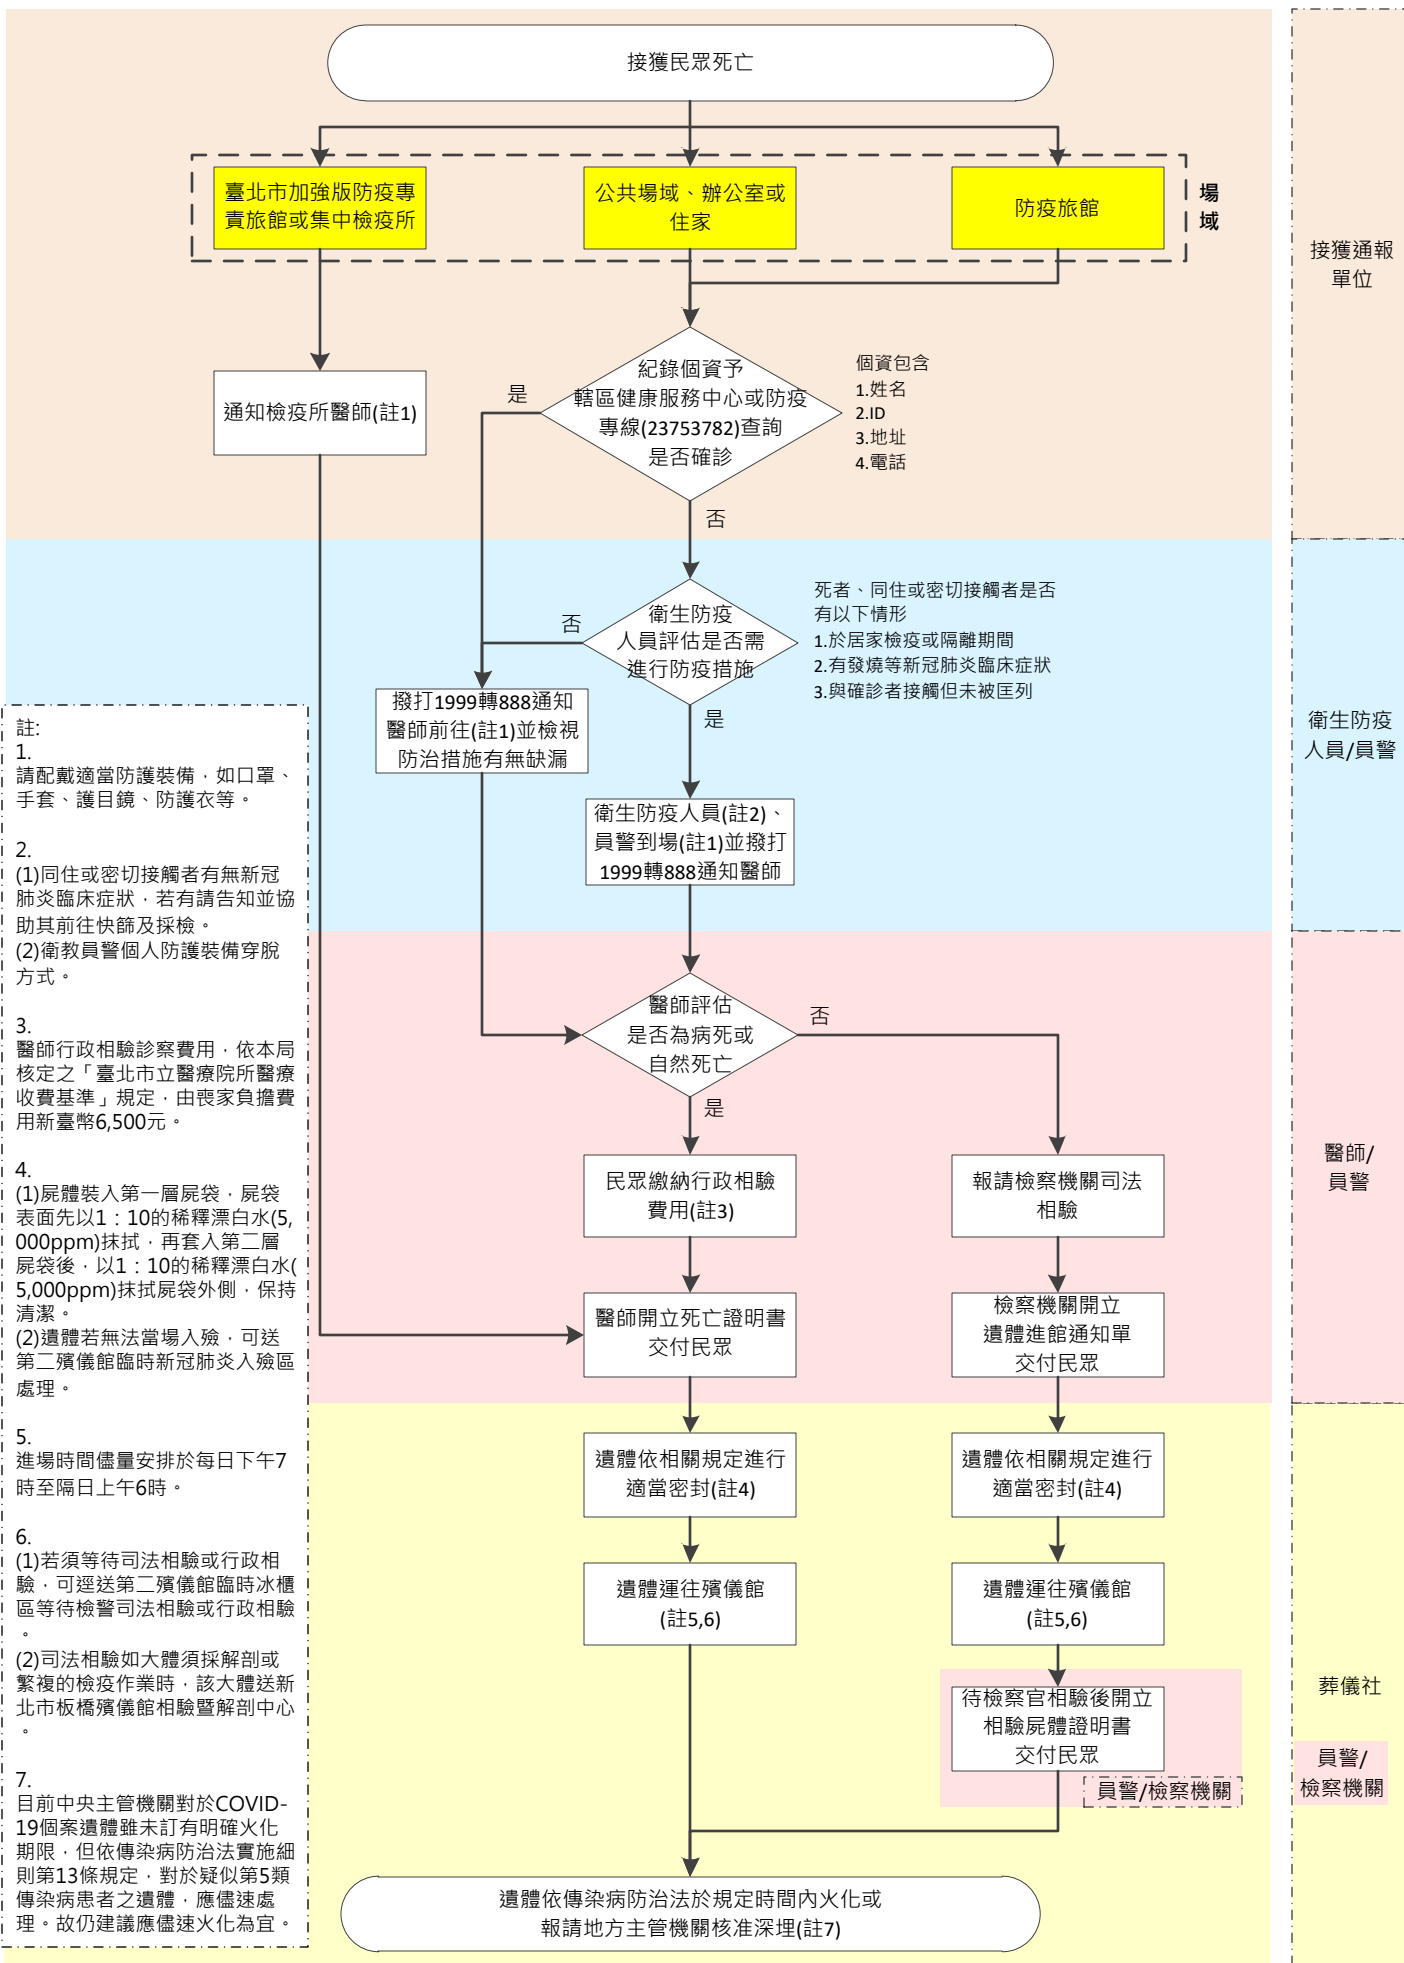 接獲民眾死亡
臺北市加強版防疫專
責旅館或集中檢疫所
公共場域、辦公室或
住家
防疫旅館
場
域
接獲通報
單位
通知檢疫所醫師(註1)
是
紀錄個資予
轄區健康服務中心或防疫
專線(23753782)查詢
是否確診
個資包含
1.姓名
2.ID
3.地址
4.電話
否
衛生防疫
人員評估是否需
進行防疫措施
否
死者、同住或密切接觸者是否
有以下情形
1.於居家檢疫或隔離期間
2.有發燒等新冠肺炎臨床症狀
3.與確診者接觸但未被匡列
是
撥打1999轉888通知
醫師前往(註1)並檢視
防治措施有無缺漏
衛生防疫人員(註2)、
員警到場(註1)並撥打
1999轉888通知醫師
衛生防疫
人員/員警
醫師評估
是否為病死或
自然死亡
否
是
民眾繳納行政相驗
費用(註3)
報請檢察機關司法
相驗
醫師/
員警
醫師開立死亡證明書
交付民眾
檢察機關開立
遺體進館通知單
交付民眾
遺體依相關規定進行
適當密封(註4)
遺體依相關規定進行
適當密封(註4)
遺體運往殯儀館
(註5,6)
遺體運往殯儀館
(註5,6)
待檢察官相驗後開立
相驗屍體證明書
交付民眾
員警/檢察機關
葬儀社
員警/
檢察機關
遺體依傳染病防治法於規定時間內火化或
報請地方主管機關核准深埋(註7)
註:
1.
請配戴適當防護裝備，如口罩、
手套、護目鏡、防護衣等。
2.
(1)同住或密切接觸者有無新冠
肺炎臨床症狀，若有請告知並協
助其前往快篩及採檢。
(2)衛教員警個人防護裝備穿脫
方式。
3.
醫師行政相驗診察費用，依本局
核定之「臺北市立醫療院所醫療
收費基準」規定，由喪家負擔費
用新臺幣6,500元。
4.
(1)屍體裝入第一層屍袋，屍袋
表面先以1：10的稀釋漂白水(5,
000ppm)抹拭，再套入第二層
屍袋後，以1：10的稀釋漂白水(
5,000ppm)抹拭屍袋外側，保持
清潔。
(2)遺體若無法當場入殮，可送
第二殯儀館臨時新冠肺炎入殮區
處理。
5.
進場時間儘量安排於每日下午7
時至隔日上午6時。
6.
(1)若須等待司法相驗或行政相
驗，可逕送第二殯儀館臨時冰櫃
區等待檢警司法相驗或行政相驗
。
(2)司法相驗如大體須採解剖或
繁複的檢疫作業時，該大體送新
北市板橋殯儀館相驗暨解剖中心
。
7.
目前中央主管機關對於COVID-
19個案遺體雖未訂有明確火化
期限，但依傳染病防治法實施細
則第13條規定，對於疑似第5類
傳染病患者之遺體，應儘速處
理。故仍建議應儘速火化為宜。